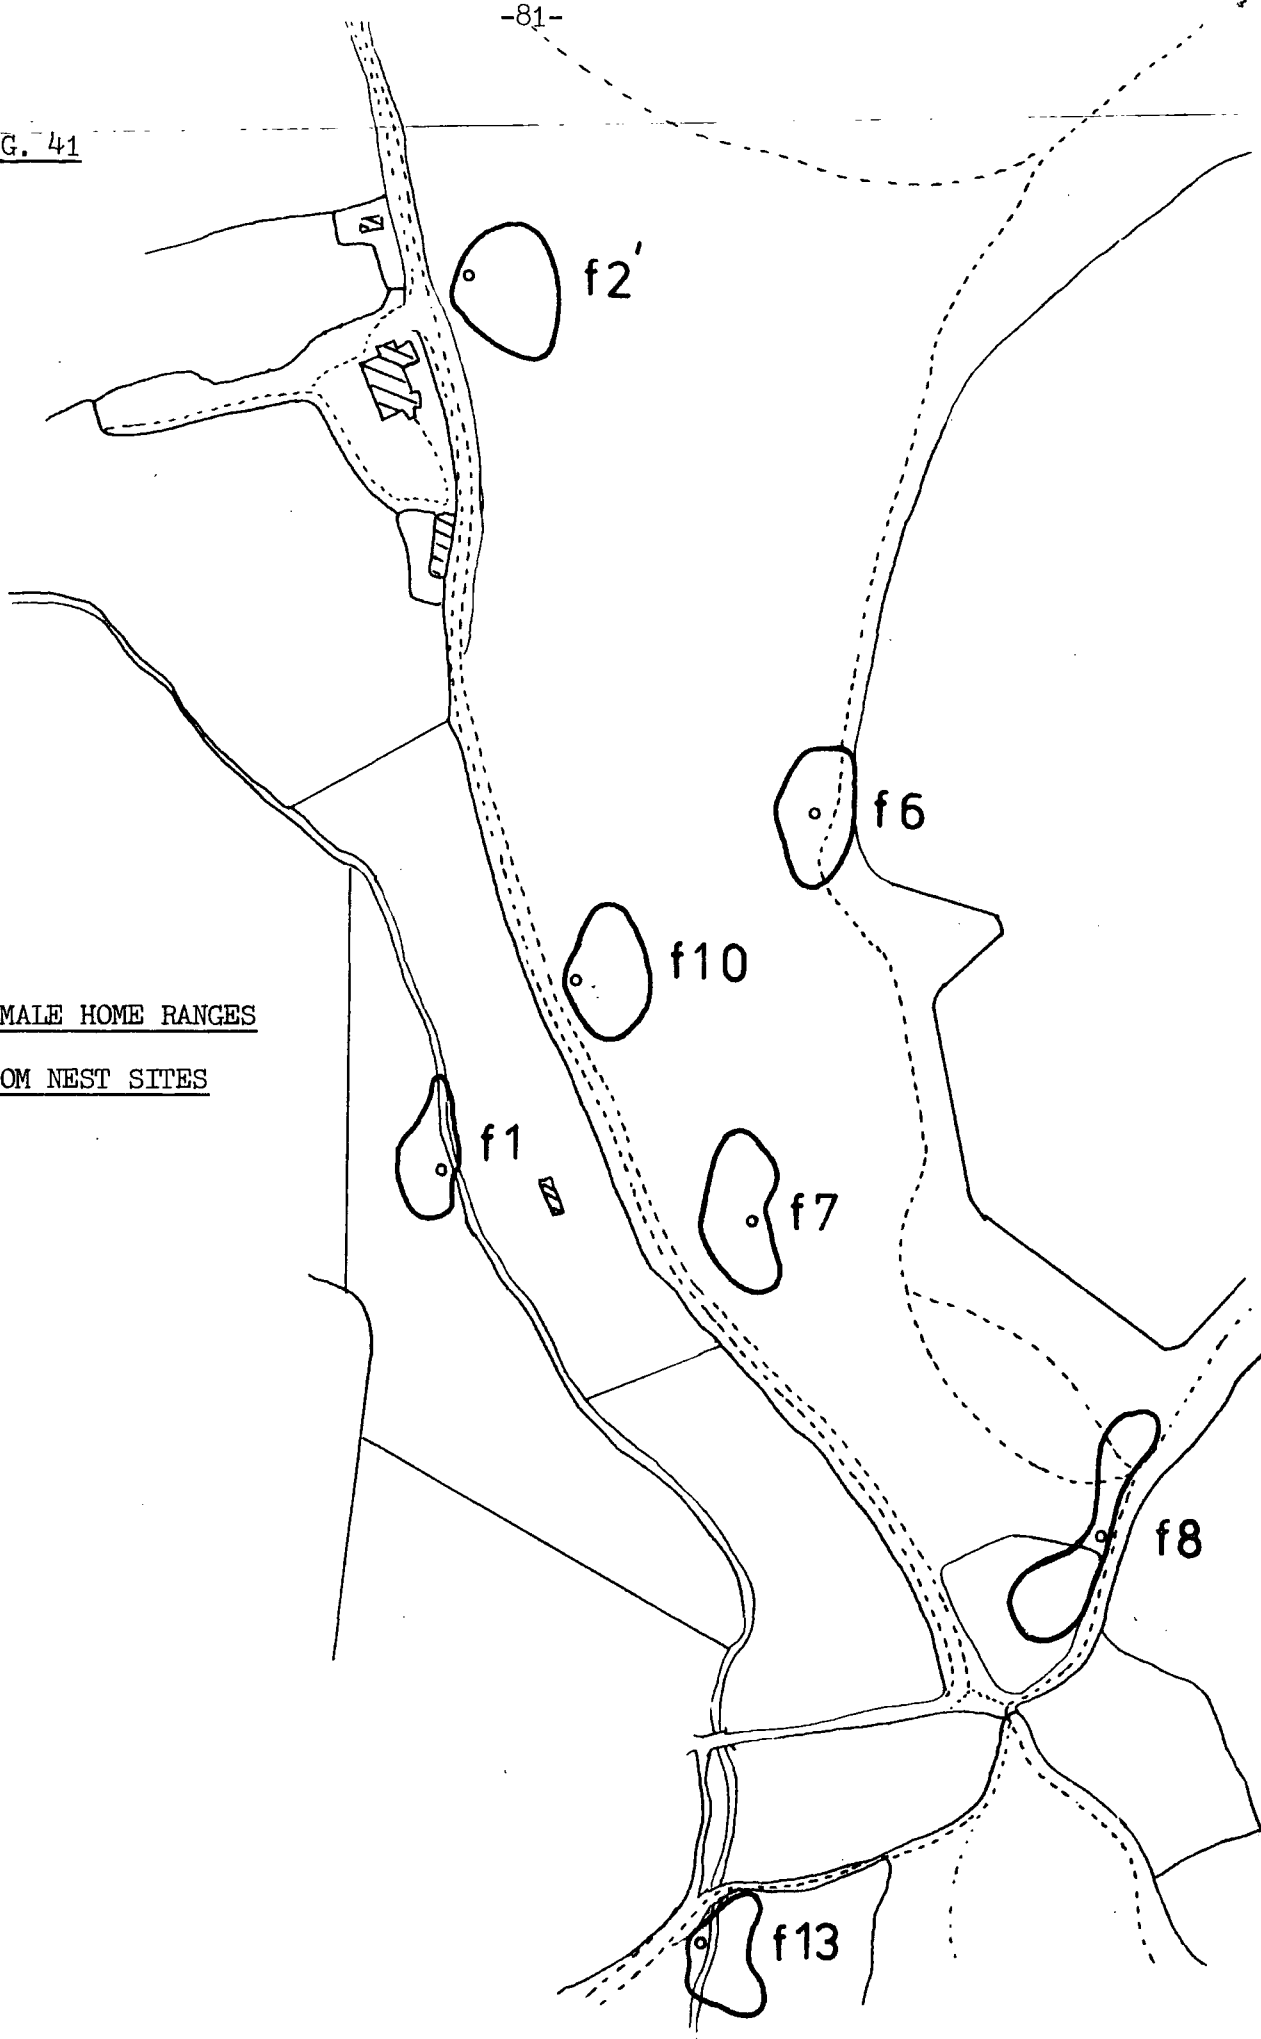 -81-
G. 41
f2'
f6
f10
MALE HOME RANGES
OM NEST SITES
f1
f7
f8
f13